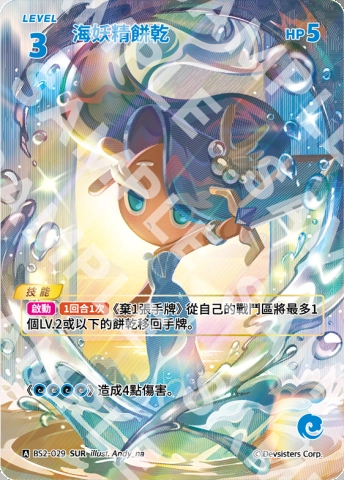 LEVEL
3
海妖精餅乾
HP 5
SAMPLE
技能
啟動 1回合1次 《棄1張手牌》從自己的戰鬥區將最多1
個LV.2或以下的餅乾移回手牌。
《》造成4點傷害。
A BS2-029 SUR illust. Andy_na
© Devsisters Corp.